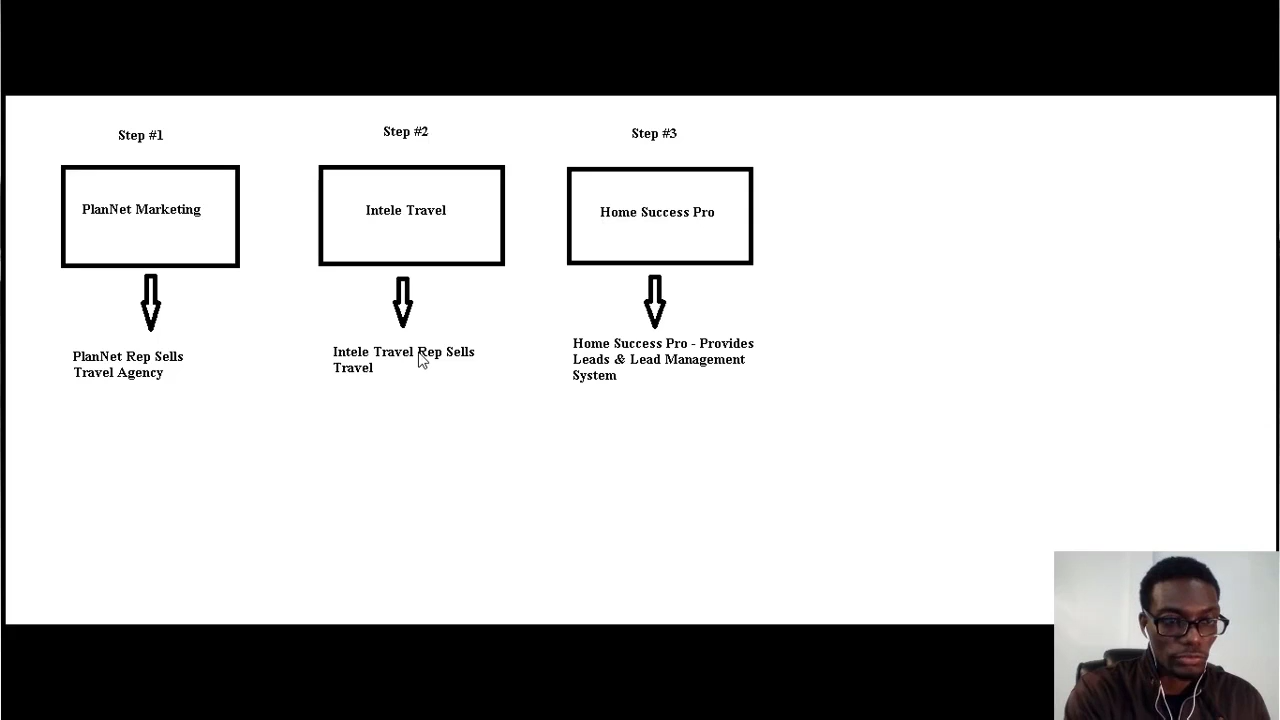 Step #1
Step #2
Step #3
PlanNet Marketing
Intele Travel
Home Success Pro
PlanNet Rep Sells
Travel Agency
Intele Travel Rep Sells
Travel
Home Success Pro - Provides
Leads & Lead Management
System